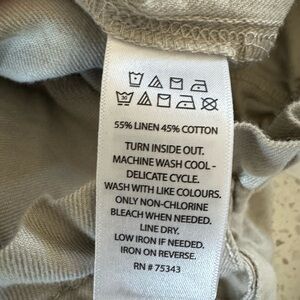 55% LINEN 45% COTTON
TURN INSIDE OUT.
MACHINE WASH COOL -
DELICATE CYCLE.
WASH WITH LIKE COLOURS.
ONLY NON-CHLORINE
BLEACH WHEN NEEDED.
LINE DRY.
LOW IRON IF NEEDED.
IRON ON REVERSE.
RN # 75343